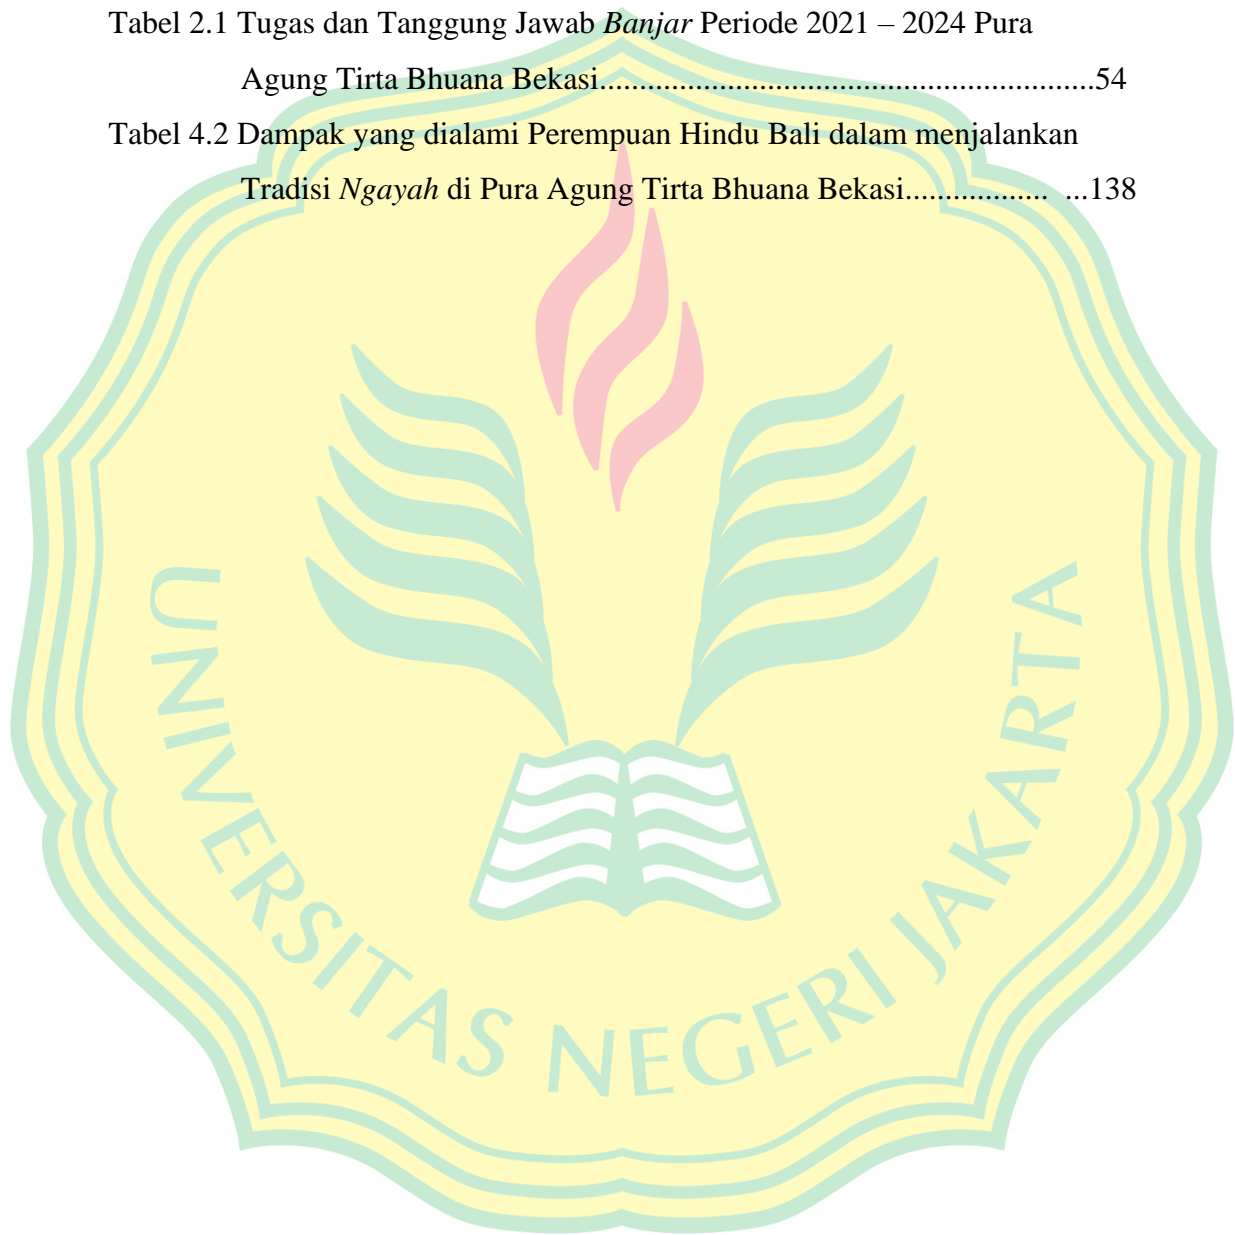 Tabel 2.1 Tugas dan Tanggung Jawab Banjar Periode 2021 – 2024 Pura
Agung Tirta Bhuana Bekasi................................................................54
Tabel 4.2 Dampak yang dialami Perempuan Hindu Bali dalam menjalankan
Tradisi Ngayah di Pura Agung Tirta Bhuana Bekasi.................. ...138
UNIVERSITAS NEGERI JAKARTA